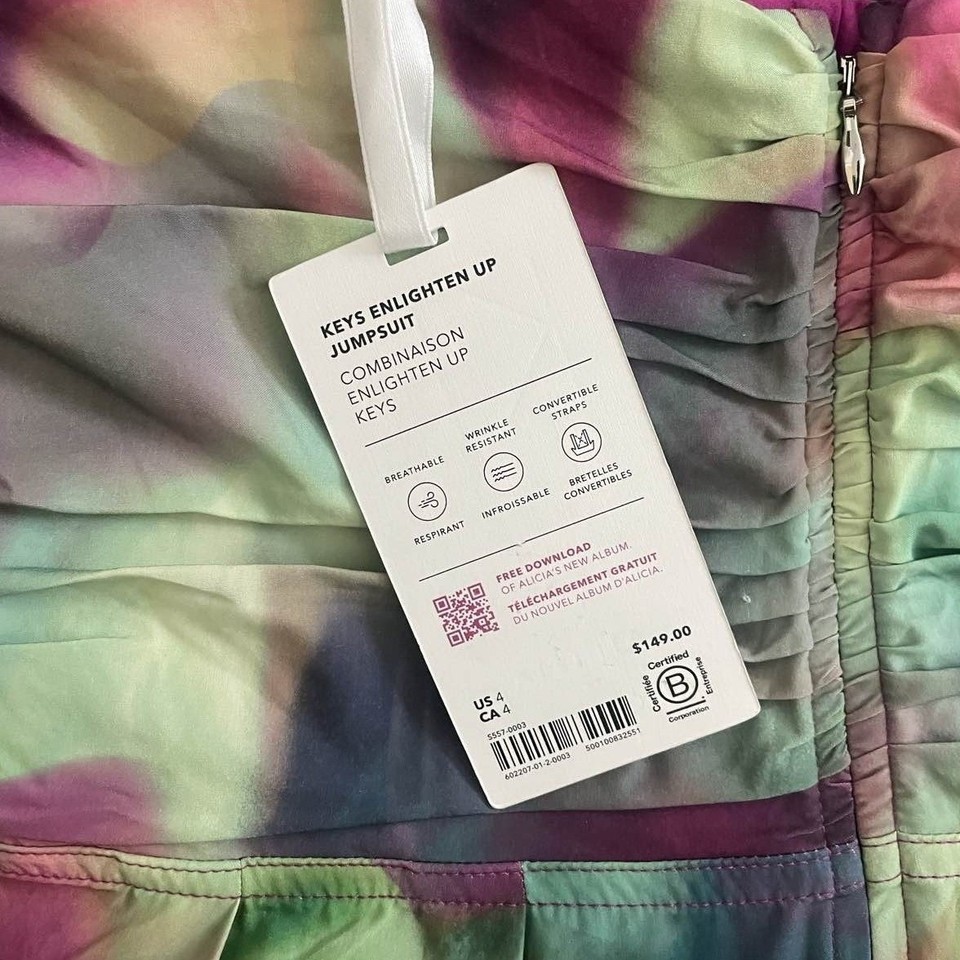 KEYS ENLIGHTEN UP
JUMPSUIT
COMBINAISON
ENLIGHTEN UP
KEYS
BREATHABLE
RESPIRANT
WRINKLE
RESISTANT
INFROISSABLE
CONVERTIBLE
STRAPS
BRETELLES
CONVERTIBLES
FREE DOWNLOAD
OF ALICIA'S NEW ALBUM.
TÉLÉCHARGEMENT GRATUIT
DU NOUVEL ALBUM D'ALICIA.
$149.00
US 4
CA 4
5557-0003
602207-01-2-0003 500100832551
Certified
Certifiée
B
Entreprise
Corporation